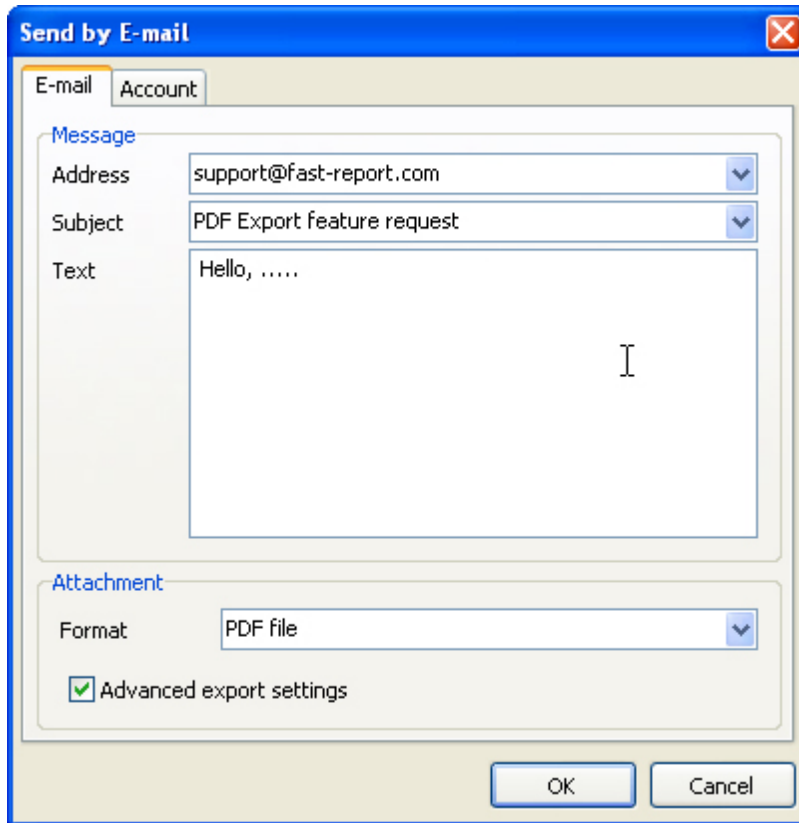 Send by E-mail
E-mail Account
Message
Address support@fast-report.com
Subject PDF Export feature request
Text Hello, .....
Attachment
Format PDF file
Advanced export settings
OK Cancel